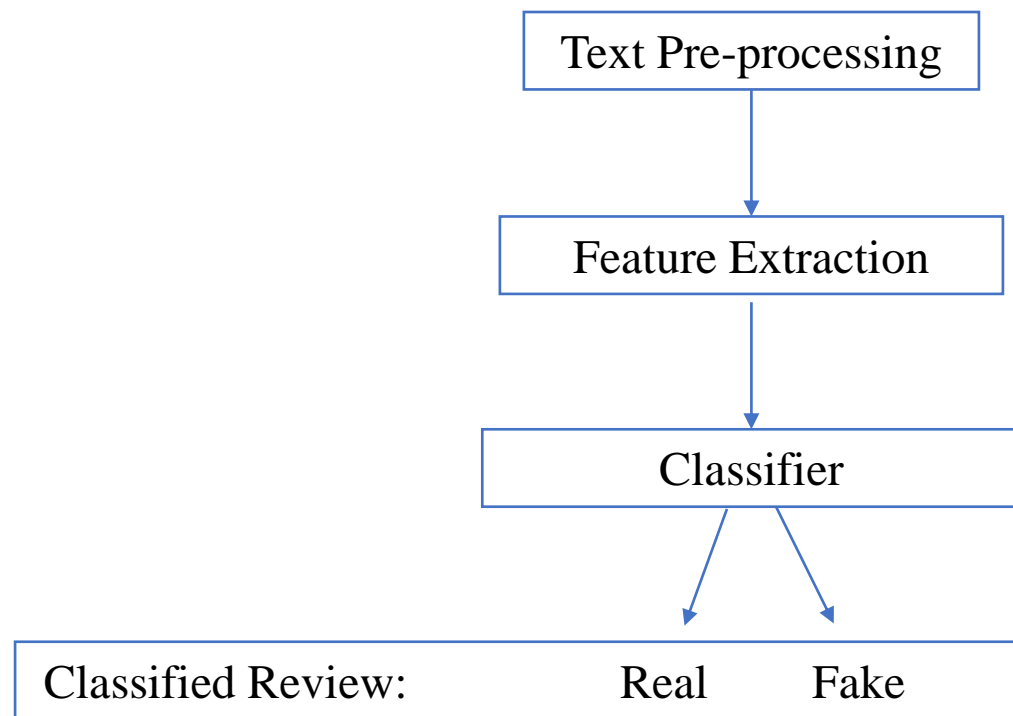 Text Pre-processing
Feature Extraction
Classifier
Classified Review: Real Fake